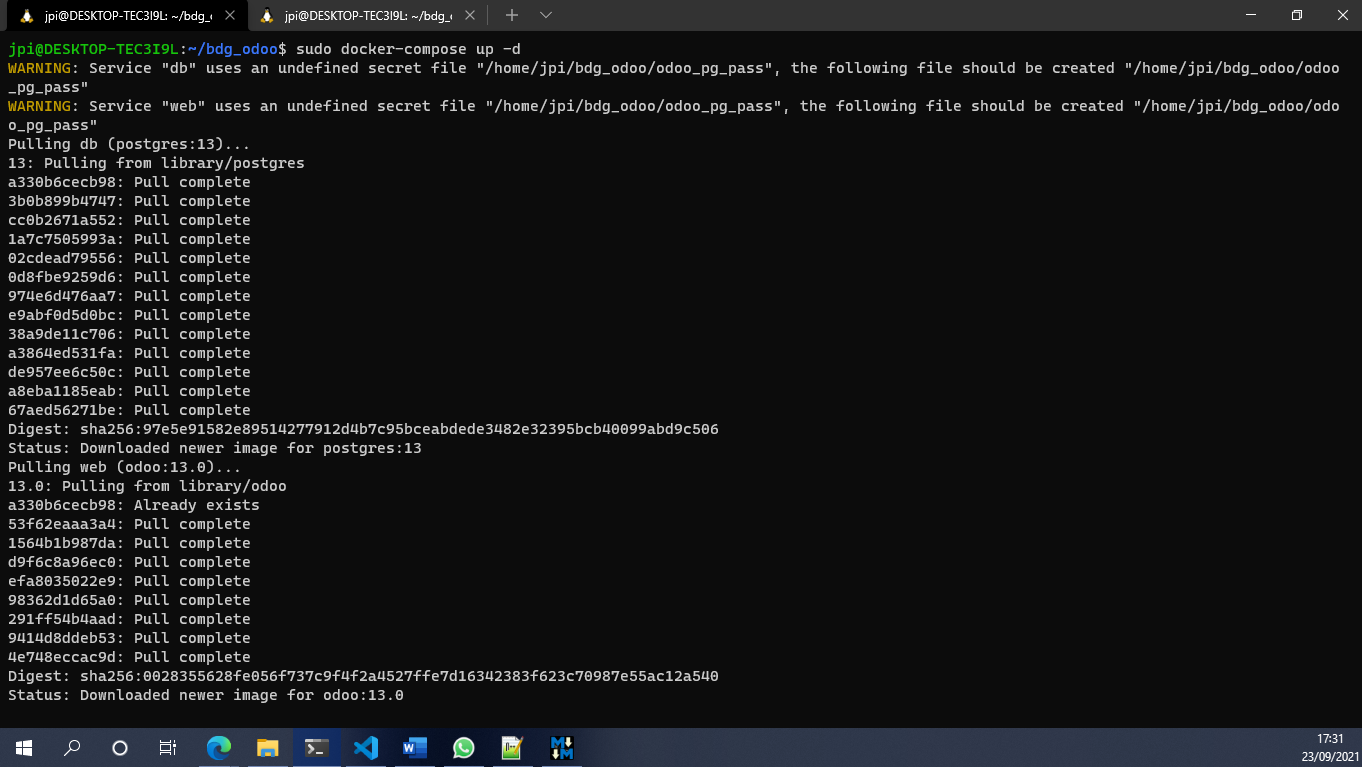 jpi@DESKTOP-TEC3I9L: ~/bdg_c
jpi@DESKTOP-TEC3I9L: ~/bdg_c
jpi@DESKTOP-TEC3I9L:~/bdg_odoo$ sudo docker-compose up -d
WARNING: Service "db" uses an undefined secret file "/home/jpi/bdg_odoo/odoo_pg_pass", the following file should be created "/home/jpi/bdg_odoo/odoo
_pg_pass"
WARNING: Service "web" uses an undefined secret file "/home/jpi/bdg_odoo/odoo_pg_pass", the following file should be created "/home/jpi/bdg_odoo/odo
o_pg_pass"
Pulling db (postgres:13)...
13: Pulling from library/postgres
a330b6cecb98: Pull complete
3b0b899b4747: Pull complete
cc0b2671a552: Pull complete
1a7c7505993a: Pull complete
02cdead79556: Pull complete
0d8fbe9259d6: Pull complete
974e6d476aa7: Pull complete
e9abf0d5d0bc: Pull complete
38a9de11c706: Pull complete
a3864ed531fa: Pull complete
de957ee6c50c: Pull complete
a8eba1185eab: Pull complete
67aed56271be: Pull complete
Digest: sha256:97e5e91582e89514277912d4b7c95bceabdede3482e32395bcb40099abd9c506
Status: Downloaded newer image for postgres:13
Pulling web (odoo:13.0)...
13.0: Pulling from library/odoo
a330b6cecb98: Already exists
53f62eaaa3a4: Pull complete
1564b1b987da: Pull complete
d9f6c8a96ec0: Pull complete
efa8035022e9: Pull complete
98362d1d65a0: Pull complete
291ff54b4aad: Pull complete
9414d8ddeb53: Pull complete
4e748eccac9d: Pull complete
Digest: sha256:0028355628fe056f737c9f4f2a4527ffe7d16342383f623c70987e55ac12a540
Status: Downloaded newer image for odoo:13.0
17:31
23/09/2021